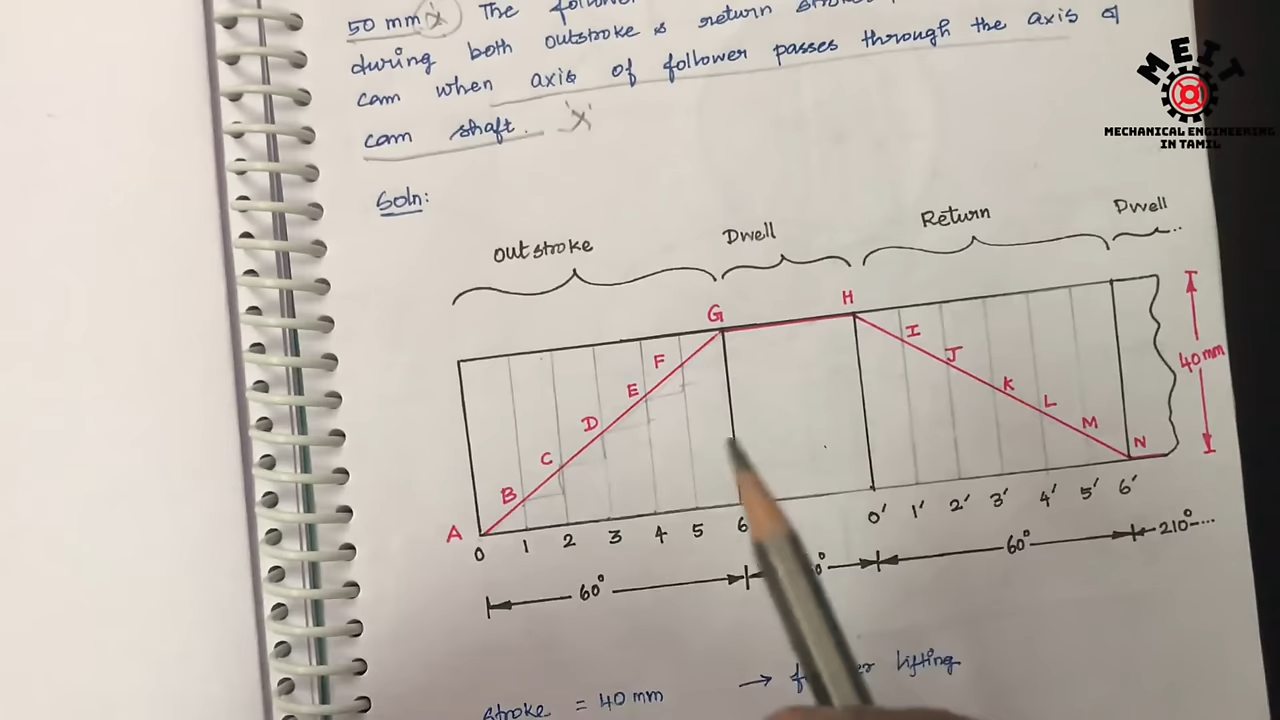 50 mm The
during both outstroke & return
cam when axis of follower passes through the axis of
cam shaft.
MEIT
MECHANICAL ENGINEERING
IN TAMIL
Soln:
outstroke Dwell Return Dwell
G H
A B C D E F I J K L M N
40mm
0 1 2 3 4 5 6 0' 1' 2' 3' 4' 5' 6'
60° 60° 210°...
stroke = 40 mm → lifting